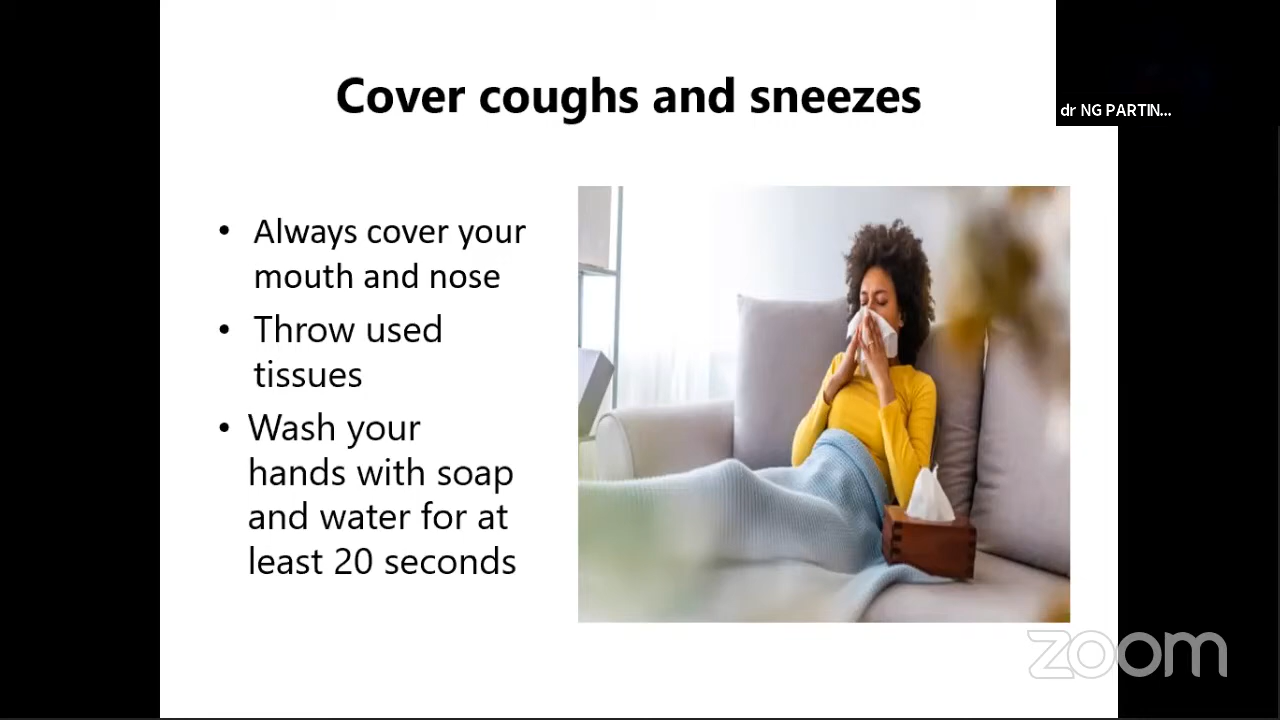 Cover coughs and sneezes
dr NG PARTIN...
• Always cover your
mouth and nose
• Throw used
tissues
• Wash your
hands with soap
and water for at
least 20 seconds
zoom